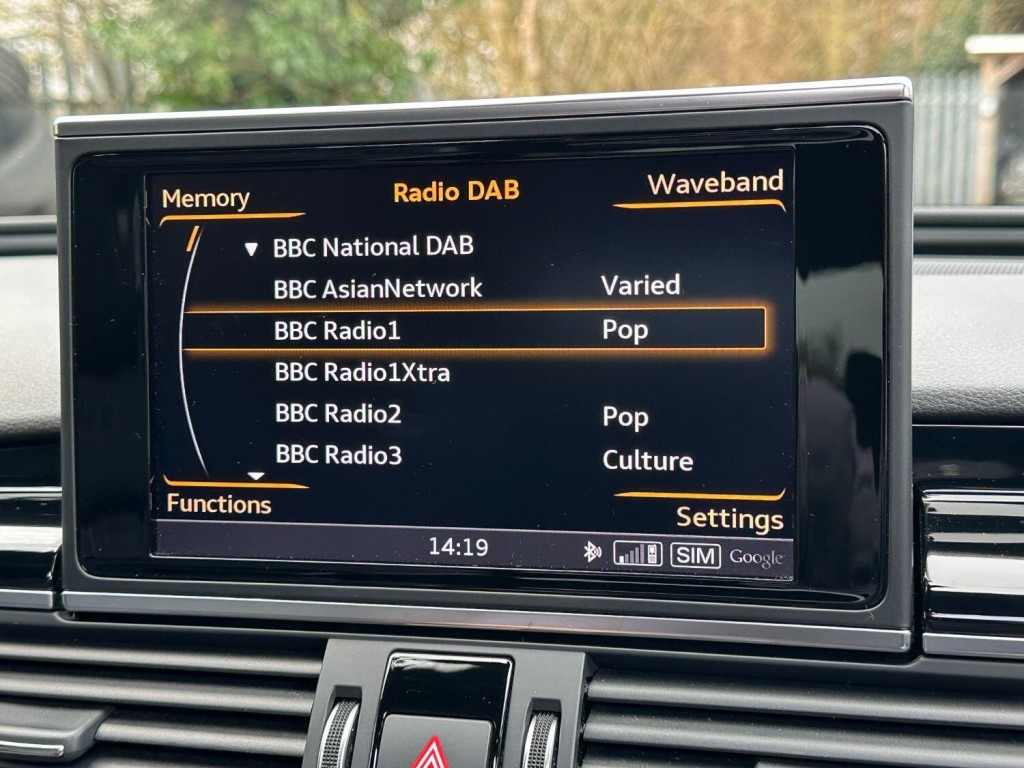 Memory
Radio DAB
Waveband
BBC National DAB
BBC AsianNetwork Varied
BBC Radio1 Pop
BBC Radio1Xtra
BBC Radio2 Pop
BBC Radio3 Culture
Functions
Settings
14:19 SIM Google